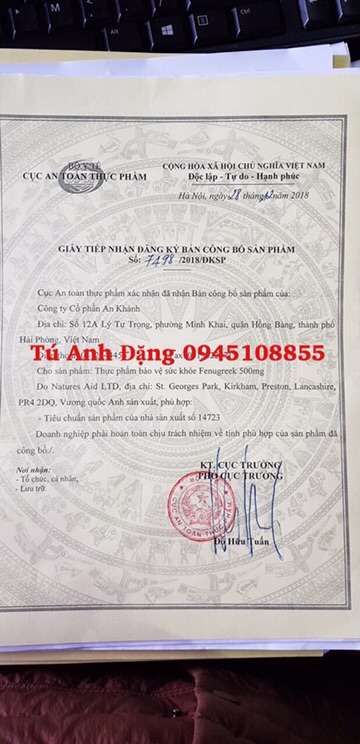 BỘ Y TẾ
CỤC AN TOÀN THỰC PHẨM
CỘNG HÒA XÃ HỘI CHỦ NGHĨA VIỆT NAM
Độc lập - Tự do - Hạnh phúc
Hà Nội, ngày 28 tháng 12 năm 2018
GIẤY TIẾP NHẬN ĐĂNG KÝ BẢN CÔNG BỐ SẢN PHẨM
Số: 7498 /2018/ĐKSP
Cục An toàn thực phẩm xác nhận đã nhận Bản công bố sản phẩm của:
Công ty Cổ phần An Khánh
Địa chỉ: Số 12A Lý Tự Trọng, phường Minh Khai, quận Hồng Bàng, thành phố
Hải Phòng, Việt Nam
Tú Anh Đặng 0945108855
Cho sản phẩm: Thực phẩm bảo vệ sức khỏe Fenugreek 500mg
Do Natures Aid LTD, địa chỉ: St. Georges Park, Kirkham, Preston, Lancashire,
PR4 2DQ, Vương quốc Anh sản xuất, phù hợp:
- Tiêu chuẩn sản phẩm của nhà sản xuất số 14723
Doanh nghiệp phải hoàn toàn chịu trách nhiệm về tính phù hợp của sản phẩm đã
công bố./.
Nơi nhận:
- Tổ chức, cá nhân,
- Lưu trữ.
KT. CỤC TRƯỞNG
PHÓ CỤC TRƯỞNG
CỤC AN TOÀN THỰC PHẨM
Đỗ Hữu Tuấn